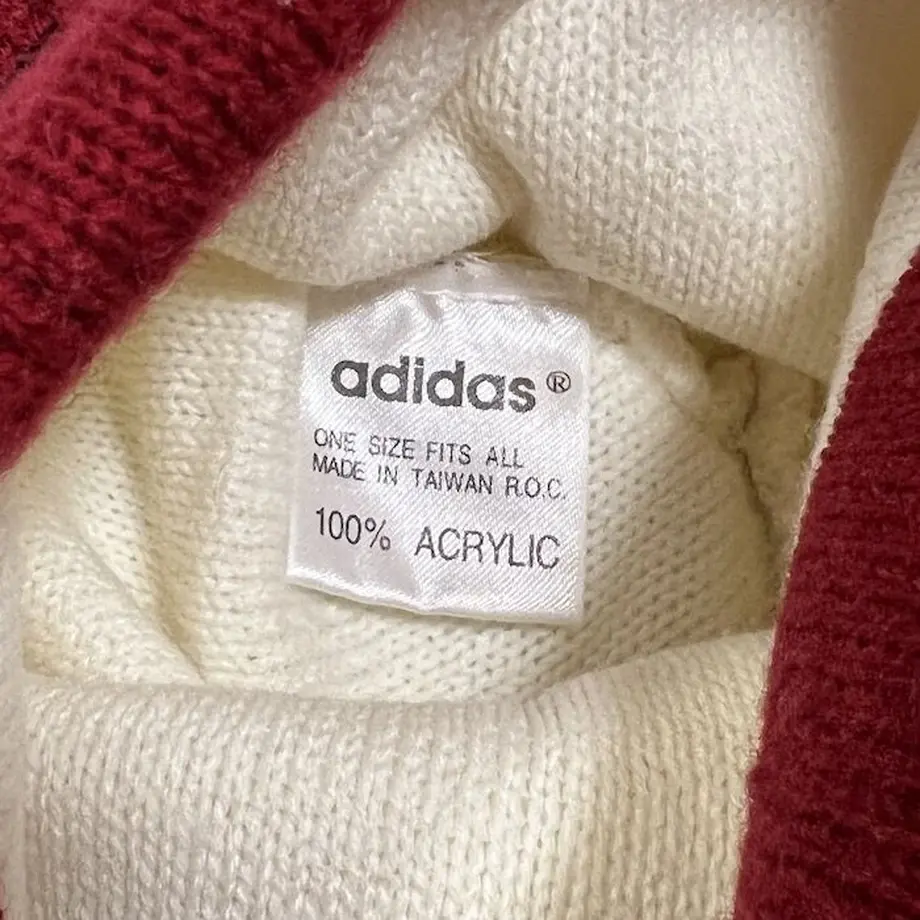 adidas®
ONE SIZE FITS ALL
MADE IN TAIWAN R.O.C.
100% ACRYLIC